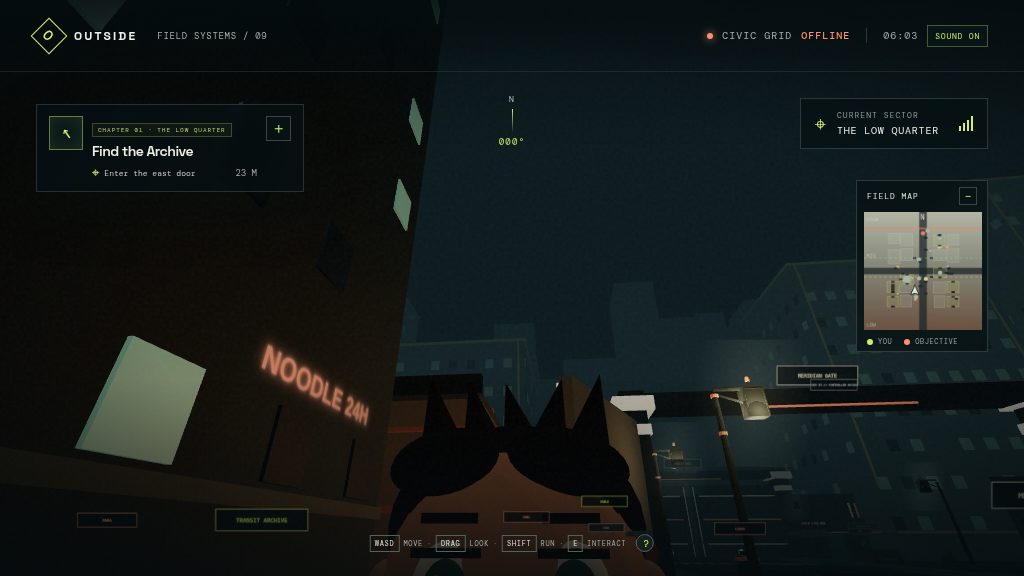 OUTSIDE
FIELD SYSTEMS / 09
CIVIC GRID OFFLINE
06:03
SOUND ON
CHAPTER 01 · THE LOW QUARTER
Find the Archive
Enter the east door
23 M
+
N
000°
CURRENT SECTOR
THE LOW QUARTER
FIELD MAP
−
N
LOW
YOU
OBJECTIVE
NOODLE 24H
MERIDIAN GATE
TRANSIT ARCHIVE
WASD MOVE · DRAG LOOK · SHIFT RUN · E INTERACT ?